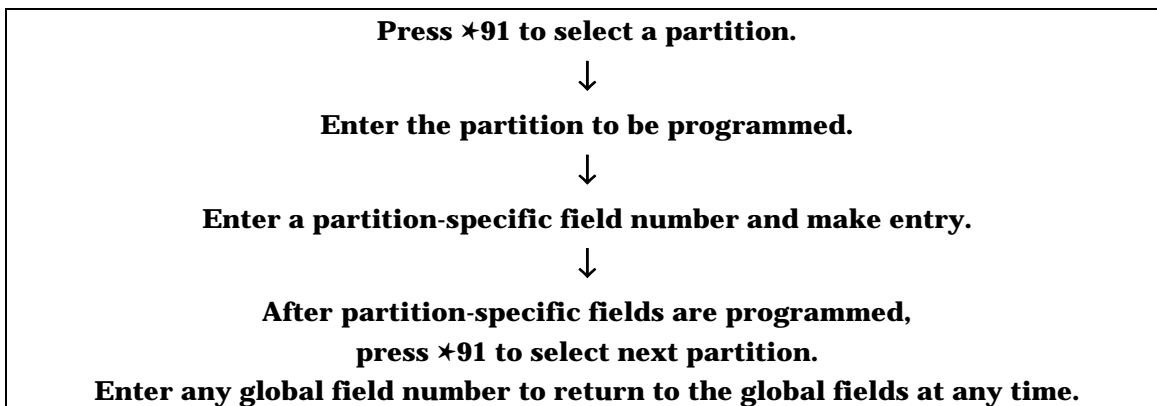 Press ✶91 to select a partition.
↓
Enter the partition to be programmed.
↓
Enter a partition-specific field number and make entry.
↓
After partition-specific fields are programmed,
press ✶91 to select next partition.
Enter any global field number to return to the global fields at any time.